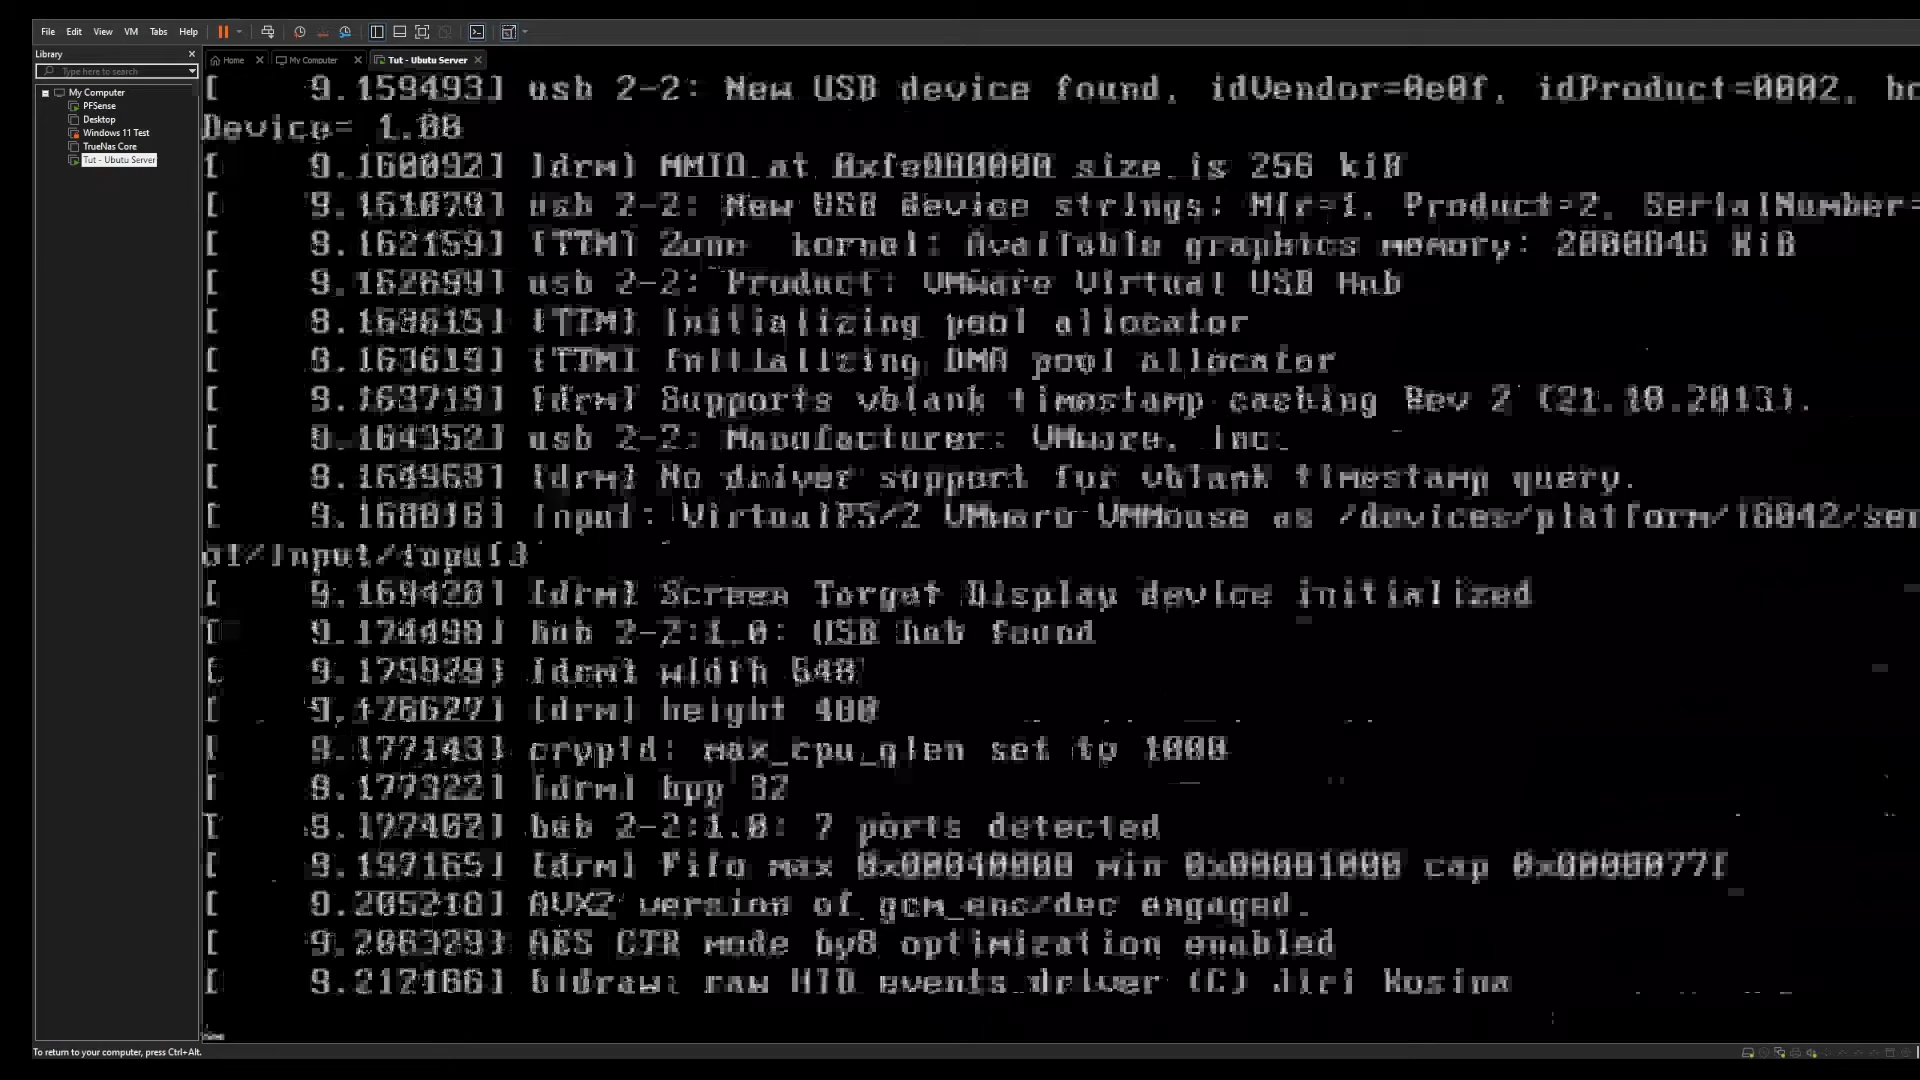 File Edit View VM Tabs Help
Library
Type here to search
My Computer
PFSense
Desktop
Windows 11 Test
TrueNas Core
Tut - Ubutu Server
Home
My Computer
Tut - Ubutu Server
[ 9.159493] usb 2-2: New USB device found, idVendor=0e0f, idProduct=0002, bc
Device= 1.00
[ 9.160092] [drm] MMIO at 0xfe000000 size is 256 kiB
[ 9.161079] usb 2-2: New USB device strings: Mfr=1, Product=2, SerialNumber=
[ 9.162159] [TTM] Zone  kernel: Available graphics memory: 2000846 KiB
[ 9.162699] usb 2-2: Product: VMware Virtual USB Hub
[ 9.163615] [TTM] Initializing pool allocator
[ 9.163619] [TTM] Initializing DMA pool allocator
[ 9.163719] [drm] Supports vblank timestamp caching Rev 2 (21.10.2013).
[ 9.164352] usb 2-2: Manufacturer: VMware, Inc.
[ 9.164969] [drm] No driver support for vblank timestamp query.
[ 9.168016] input: VirtualPS/2 VMware VMMouse as /devices/platform/i8042/ser
[ 9.169420] [drm] Screen Target Display device initialized
[ 9.174498] hub 2-2:1.0: USB hub found
[ 9.175929] [drm] width 640
[ 9.176627] [drm] height 400
[ 9.177143] cryptd: max_cpu_qlen set to 1000
[ 9.177322] [drm] bpp 32
[ 9.177407] hub 2-2:1.0: 7 ports detected
[ 9.197165] [drm] Fifo max 0x00040000 min 0x00001000 cap 0x0000077f
[ 9.205218] AVX2 version of gcm_enc/dec engaged.
[ 9.206329] AES CTR mode by8 optimization enabled
[ 9.217166] hidraw: raw HID events driver (C) Jiri Kosina
To return to your computer, press Ctrl+Alt.